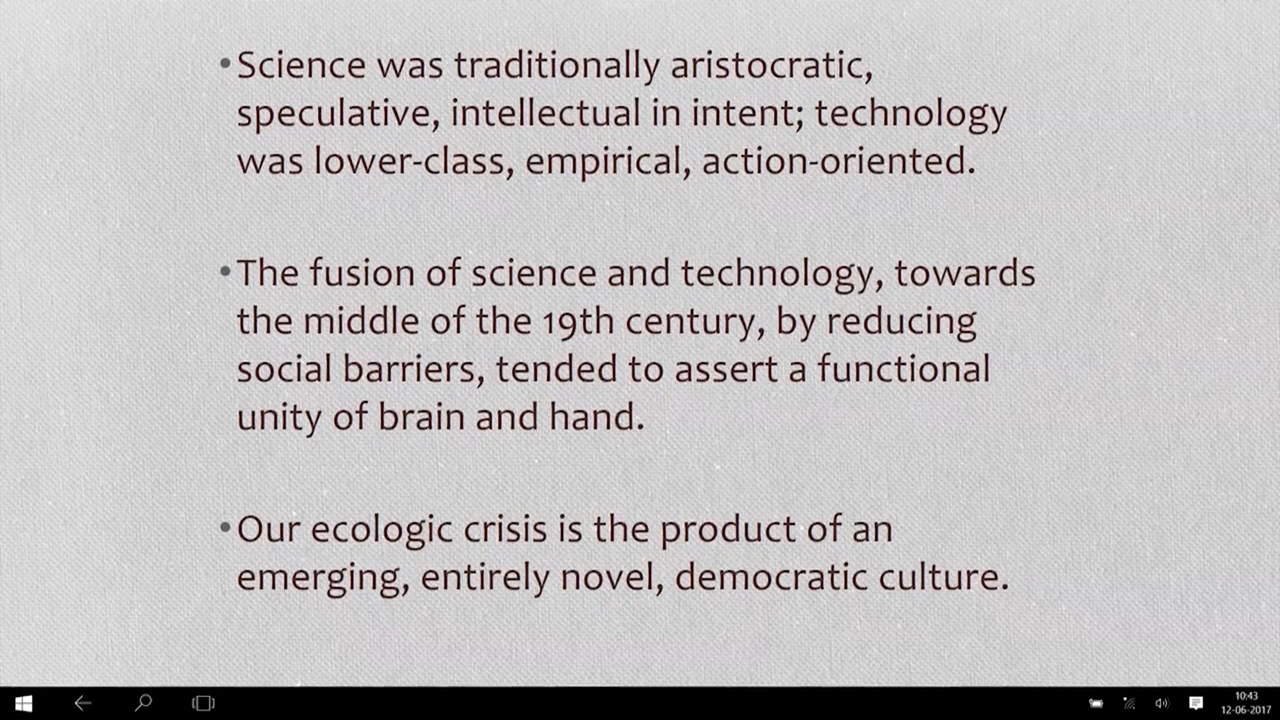 •Science was traditionally aristocratic,
speculative, intellectual in intent; technology
was lower-class, empirical, action-oriented.
•The fusion of science and technology, towards
the middle of the 19th century, by reducing
social barriers, tended to assert a functional
unity of brain and hand.
•Our ecologic crisis is the product of an
emerging, entirely novel, democratic culture.
10:43
12-06-2017